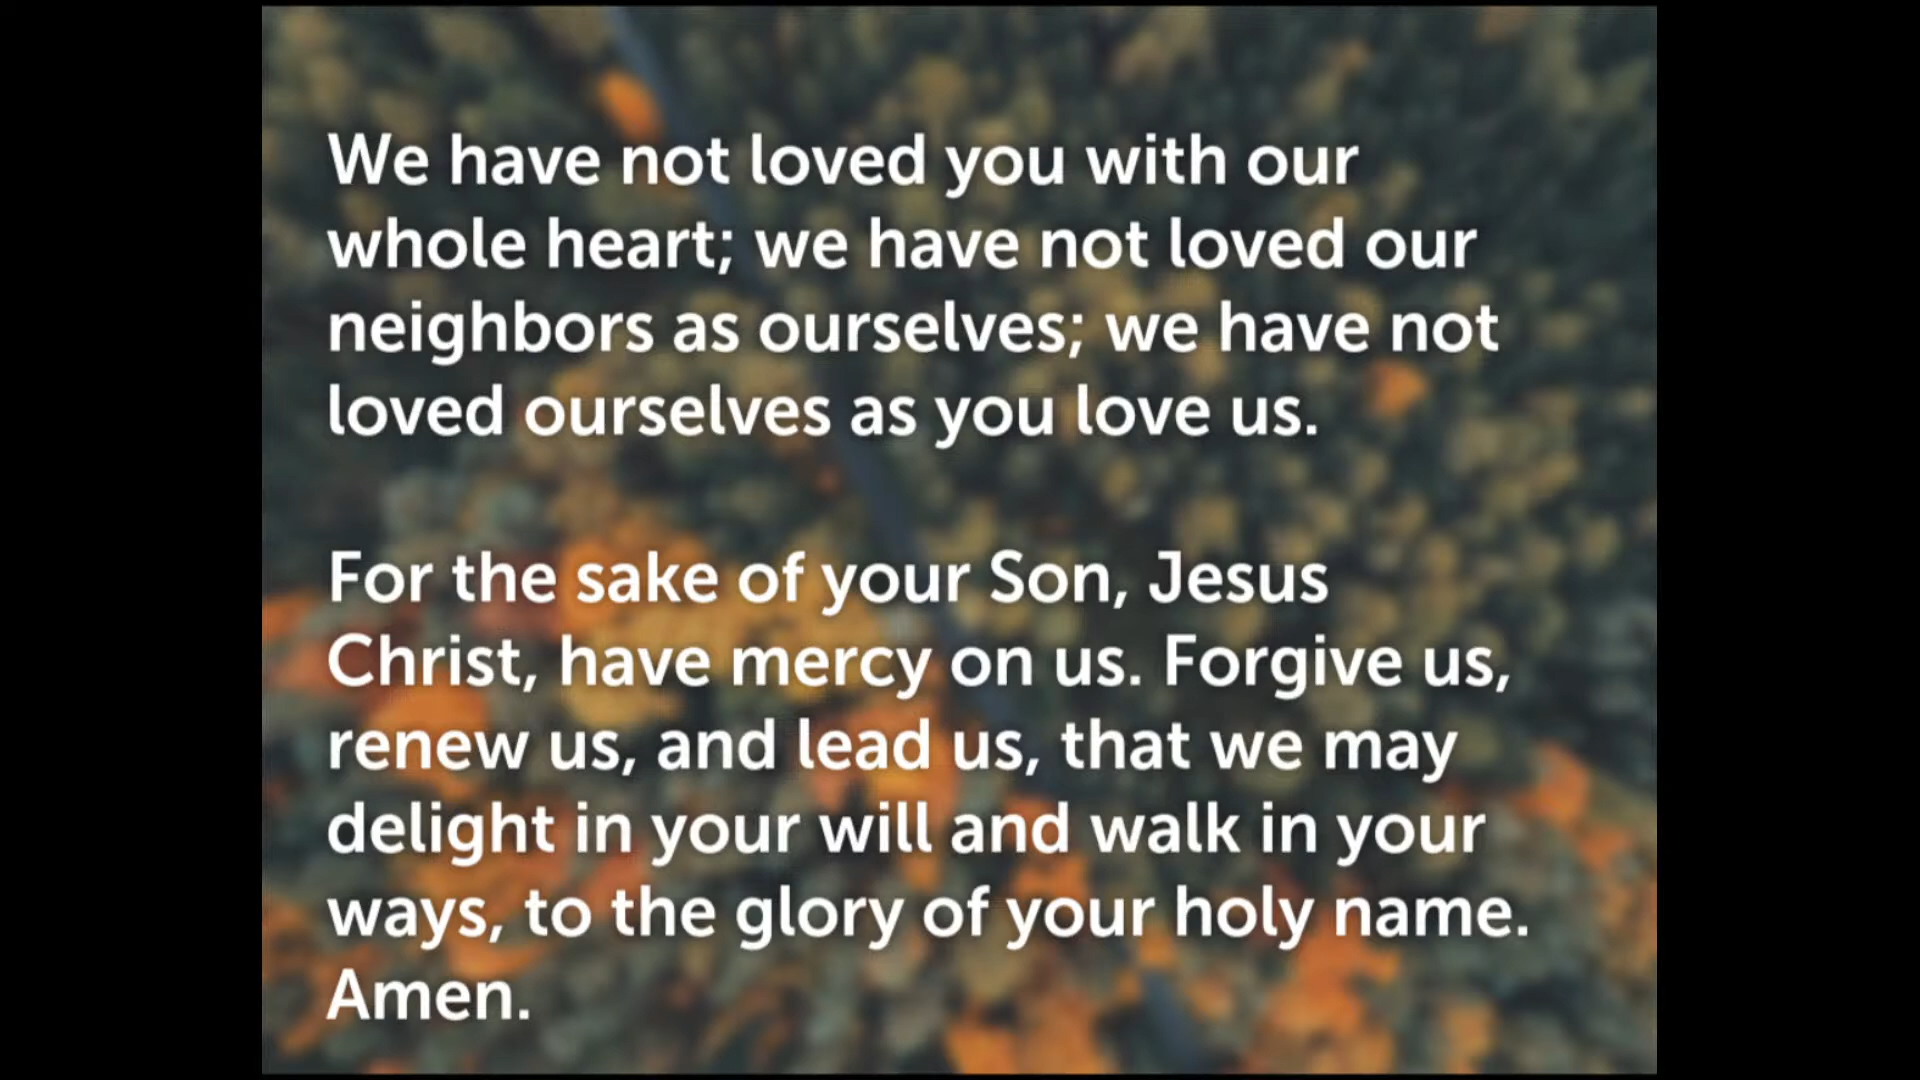 We have not loved you with our
whole heart; we have not loved our
neighbors as ourselves; we have not
loved ourselves as you love us.
For the sake of your Son, Jesus
Christ, have mercy on us. Forgive us,
renew us, and lead us, that we may
delight in your will and walk in your
ways, to the glory of your holy name.
Amen.